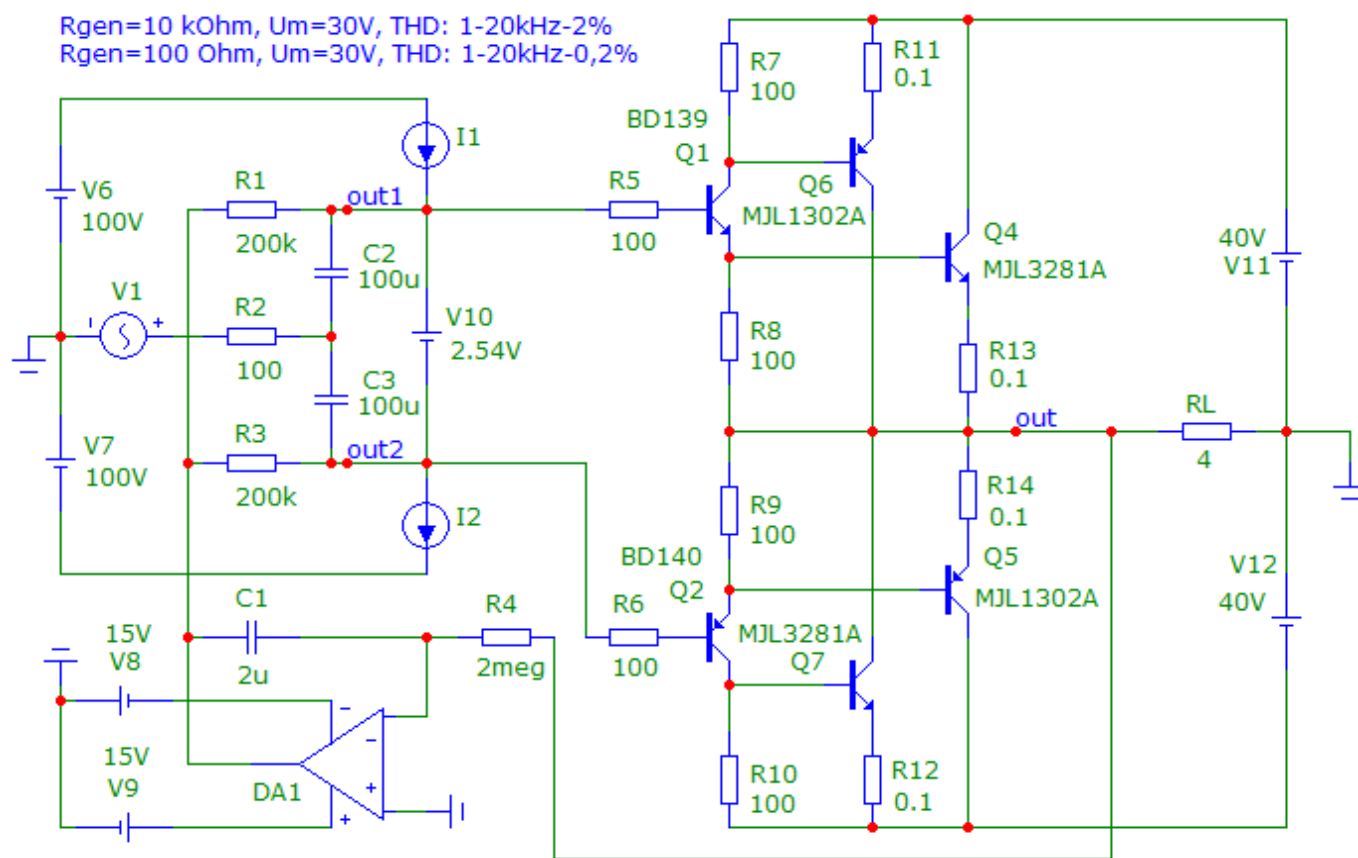 Rgen=10 kOhm, Um=30V, THD: 1-20kHz-2%
Rgen=100 Ohm, Um=30V, THD: 1-20kHz-0,2%
R7
100
R11
0.1
BD139
Q1
I1
V6
100V
R1
200k
out1
R5
100
Q6
MJL1302A
C2
100u
Q4
MJL3281A
40V
V11
V1
R2
100
V10
2.54V
R8
100
R13
0.1
C3
100u
out
RL
4
V7
100V
R3
200k
out2
R9
100
R14
0.1
I2
BD140
Q2
Q5
MJL1302A
V12
40V
C1
2u
R4
2meg
R6
100
MJL3281A
Q7
15V
V8
15V
V9
DA1
R10
100
R12
0.1